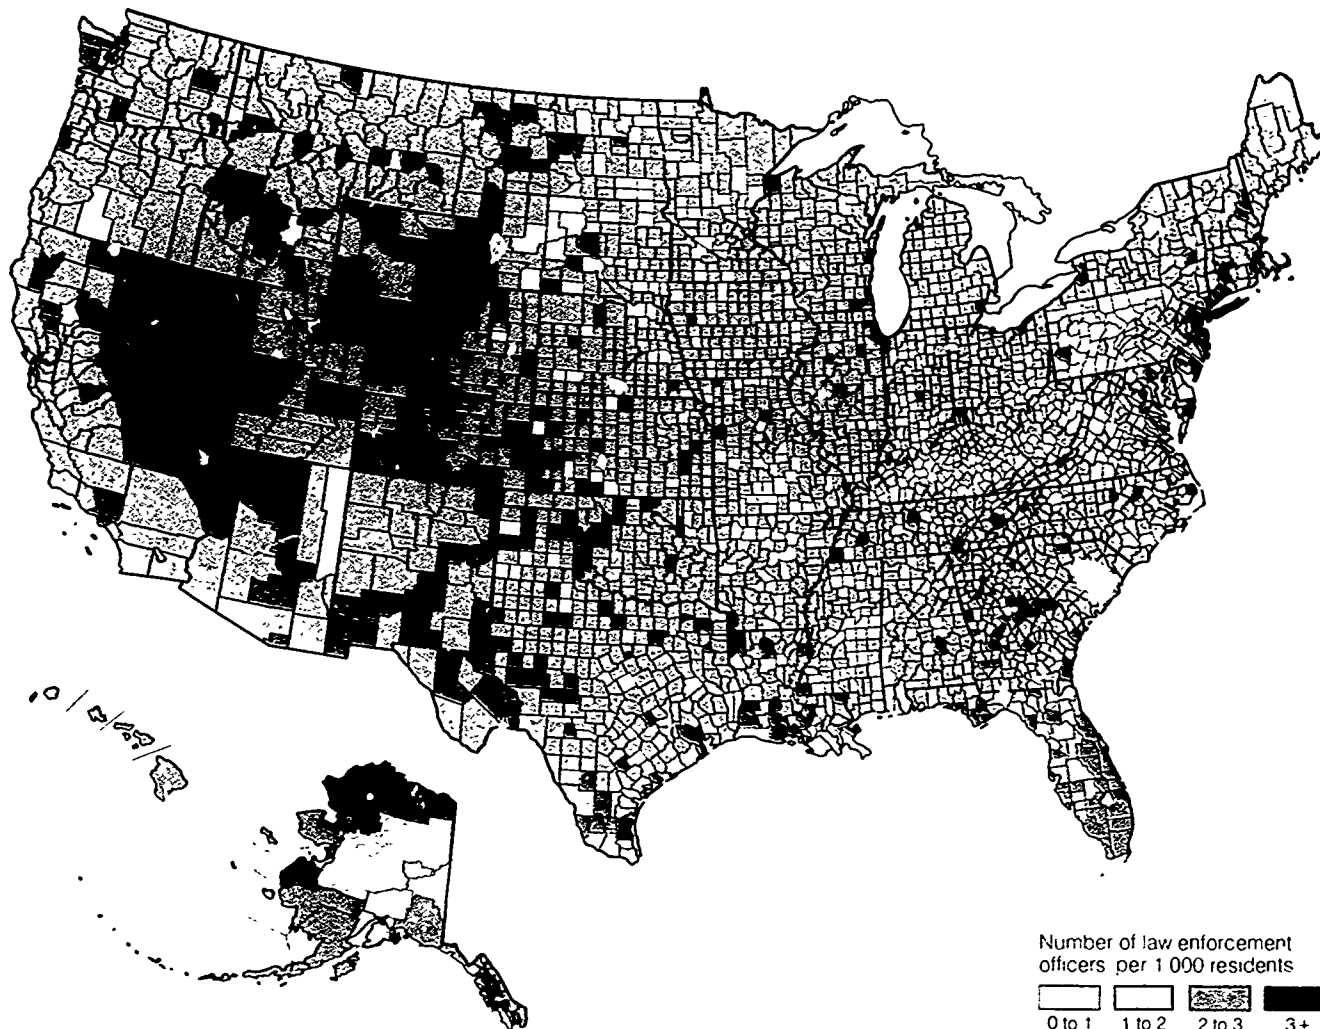 Number of law enforcement
officers per 1 000 residents
0 to 1 1 to 2 2 to 3 3+